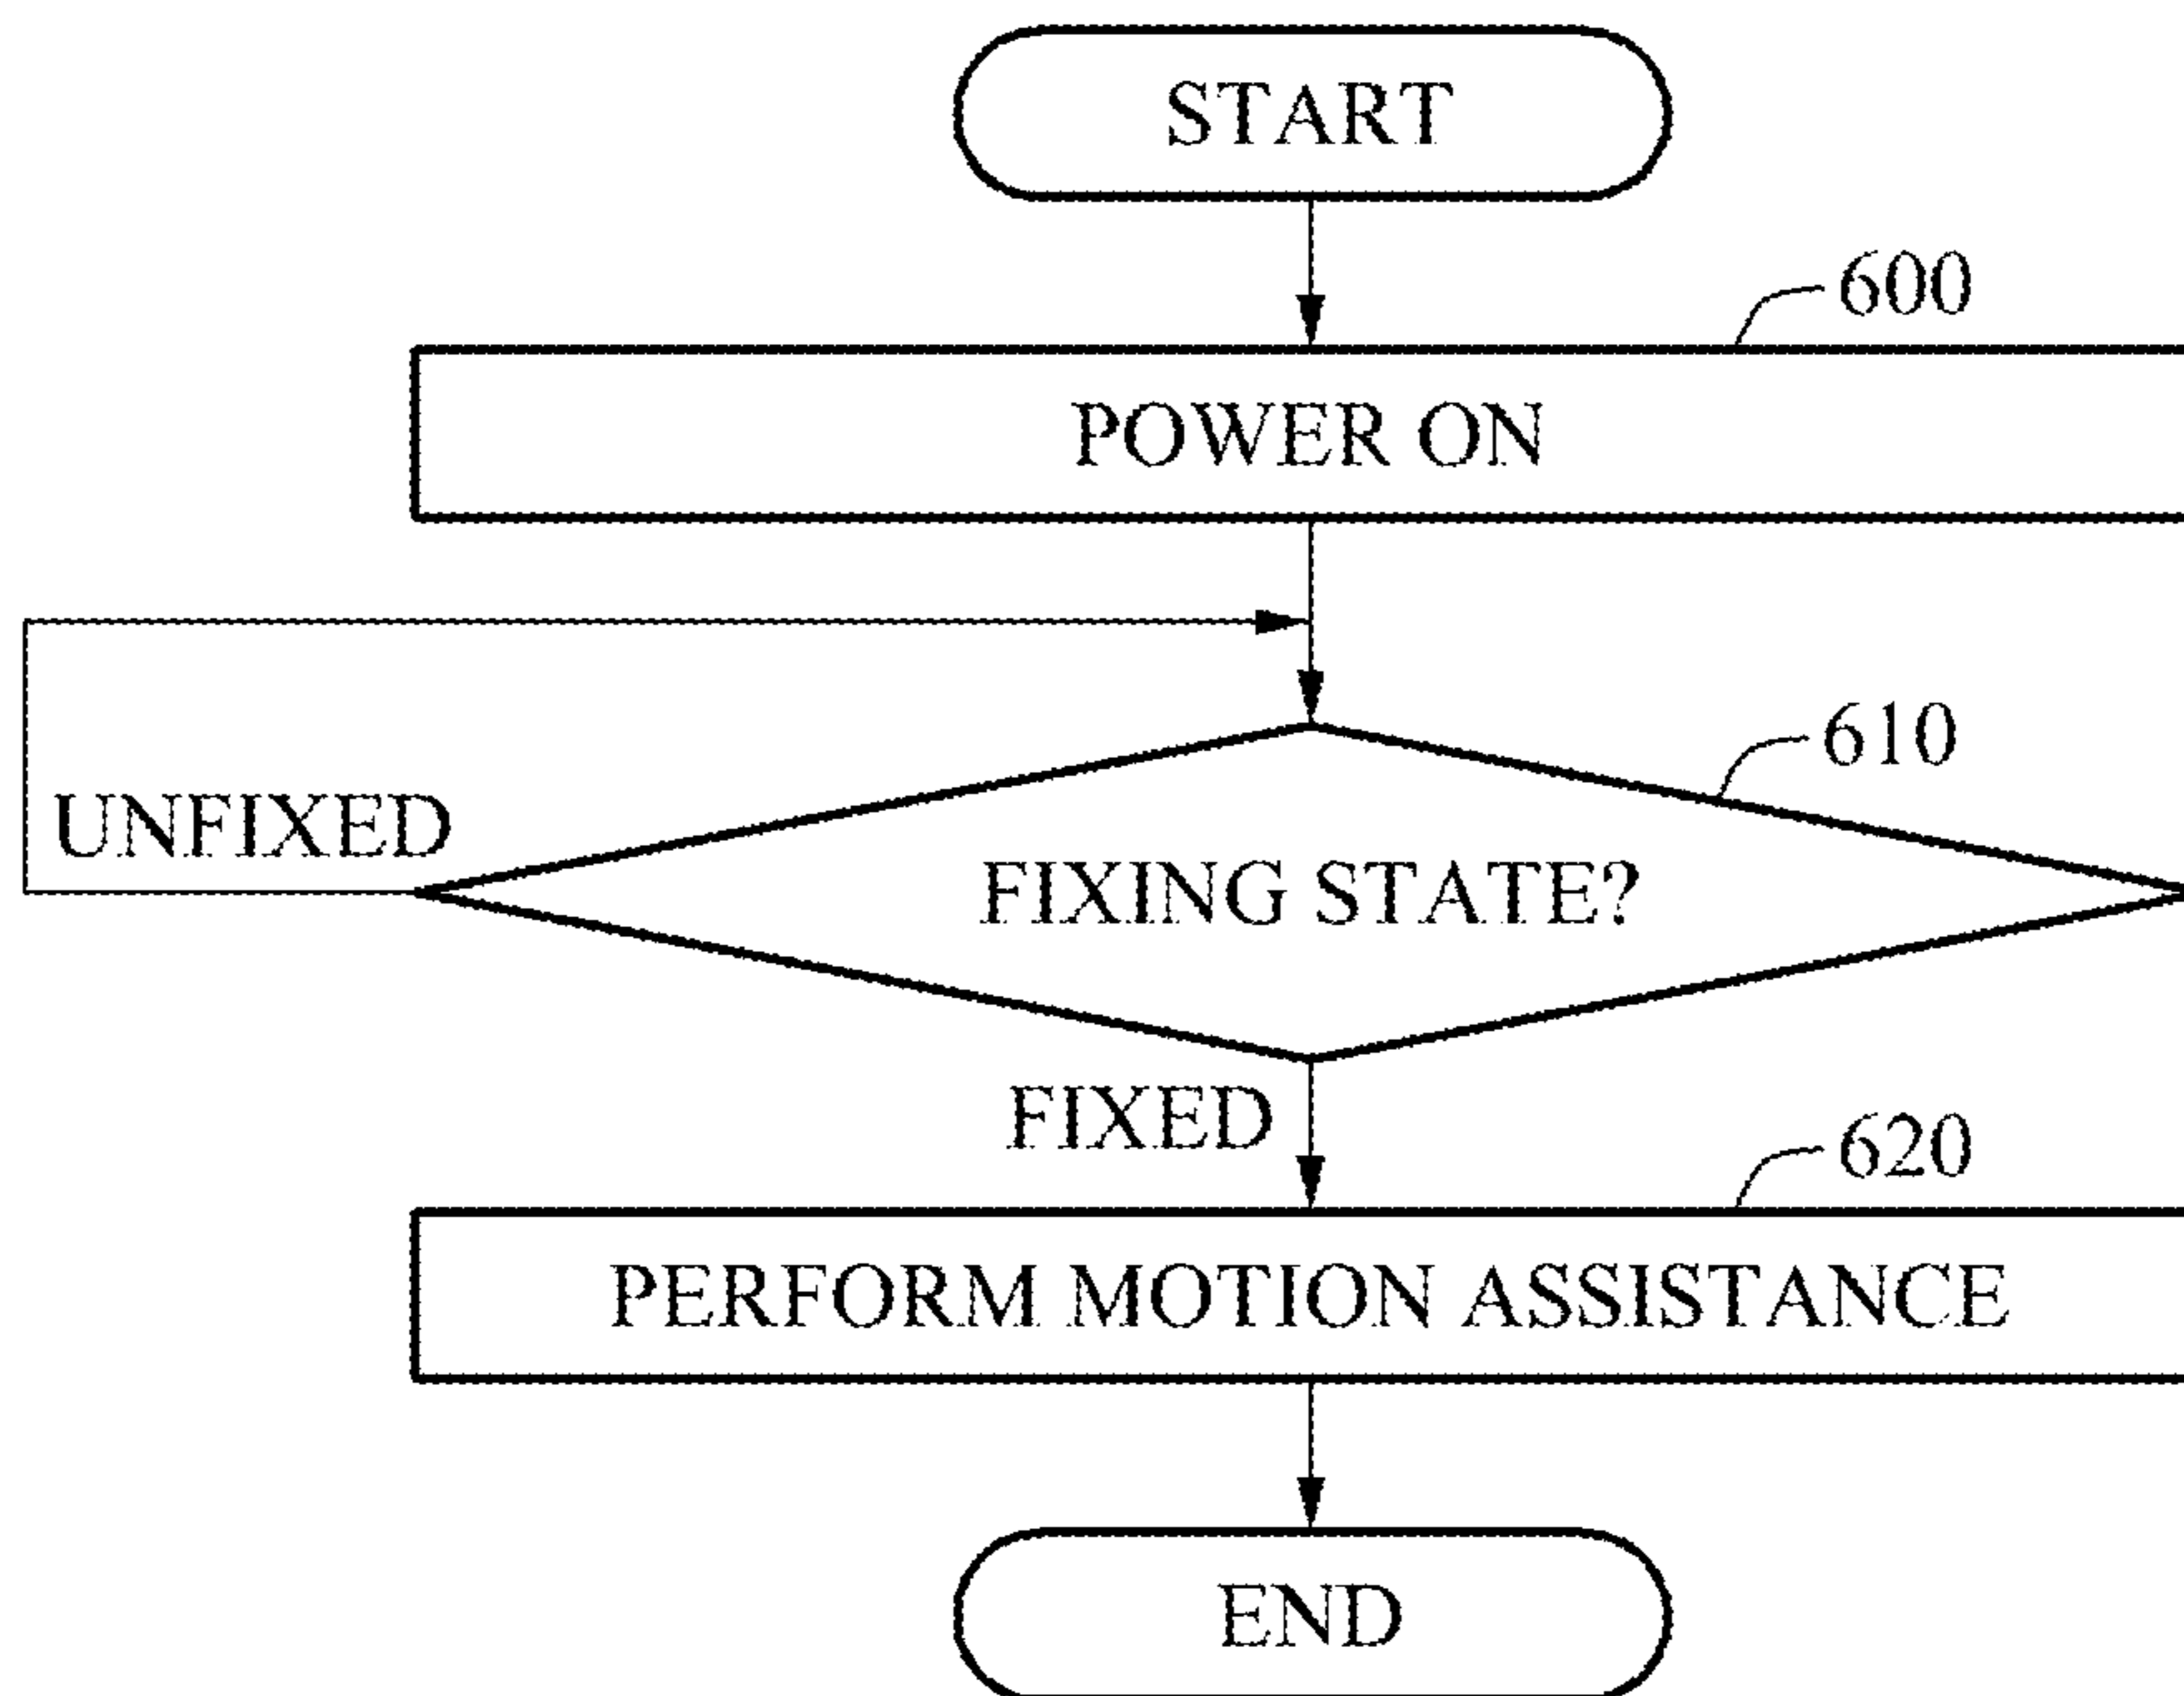 START
600
POWER ON
610
UNFIXED
FIXING STATE?
FIXED
620
PERFORM MOTION ASSISTANCE
END